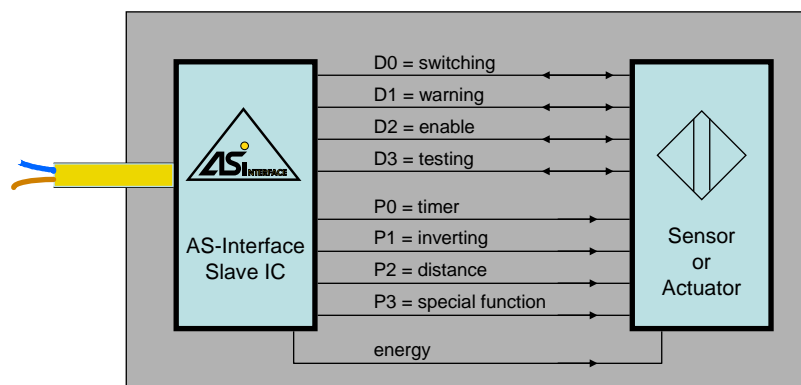 D0 = switching
D1 = warning
D2 = enable
D3 = testing
ASi INTERFACE
AS-Interface
Slave IC
P0 = timer
P1 = inverting
P2 = distance
P3 = special function
energy
Sensor
or
Actuator